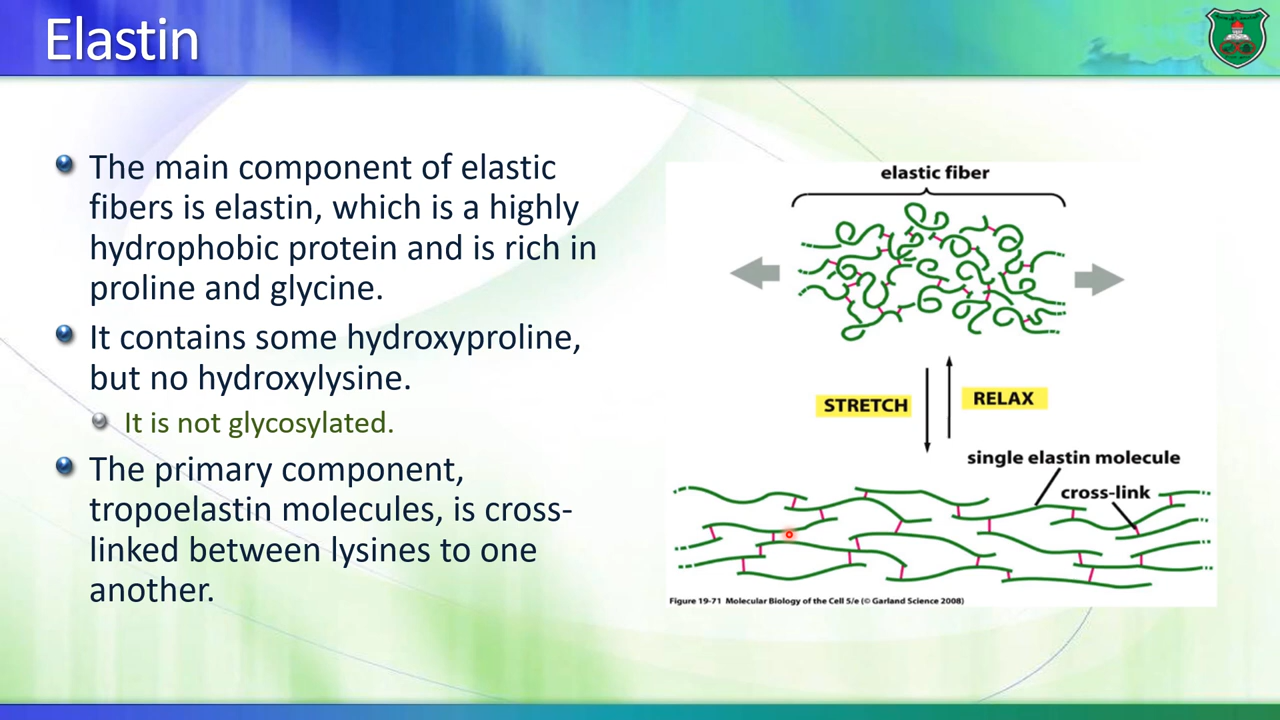 Elastin
The main component of elastic
fibers is elastin, which is a highly
hydrophobic protein and is rich in
proline and glycine.
It contains some hydroxyproline,
but no hydroxylysine.
It is not glycosylated.
The primary component,
tropoelastin molecules, is cross-
linked between lysines to one
another.
elastic fiber
STRETCH
RELAX
single elastin molecule
cross-link
Figure 19-71 Molecular Biology of the Cell 5/e (© Garland Science 2008)